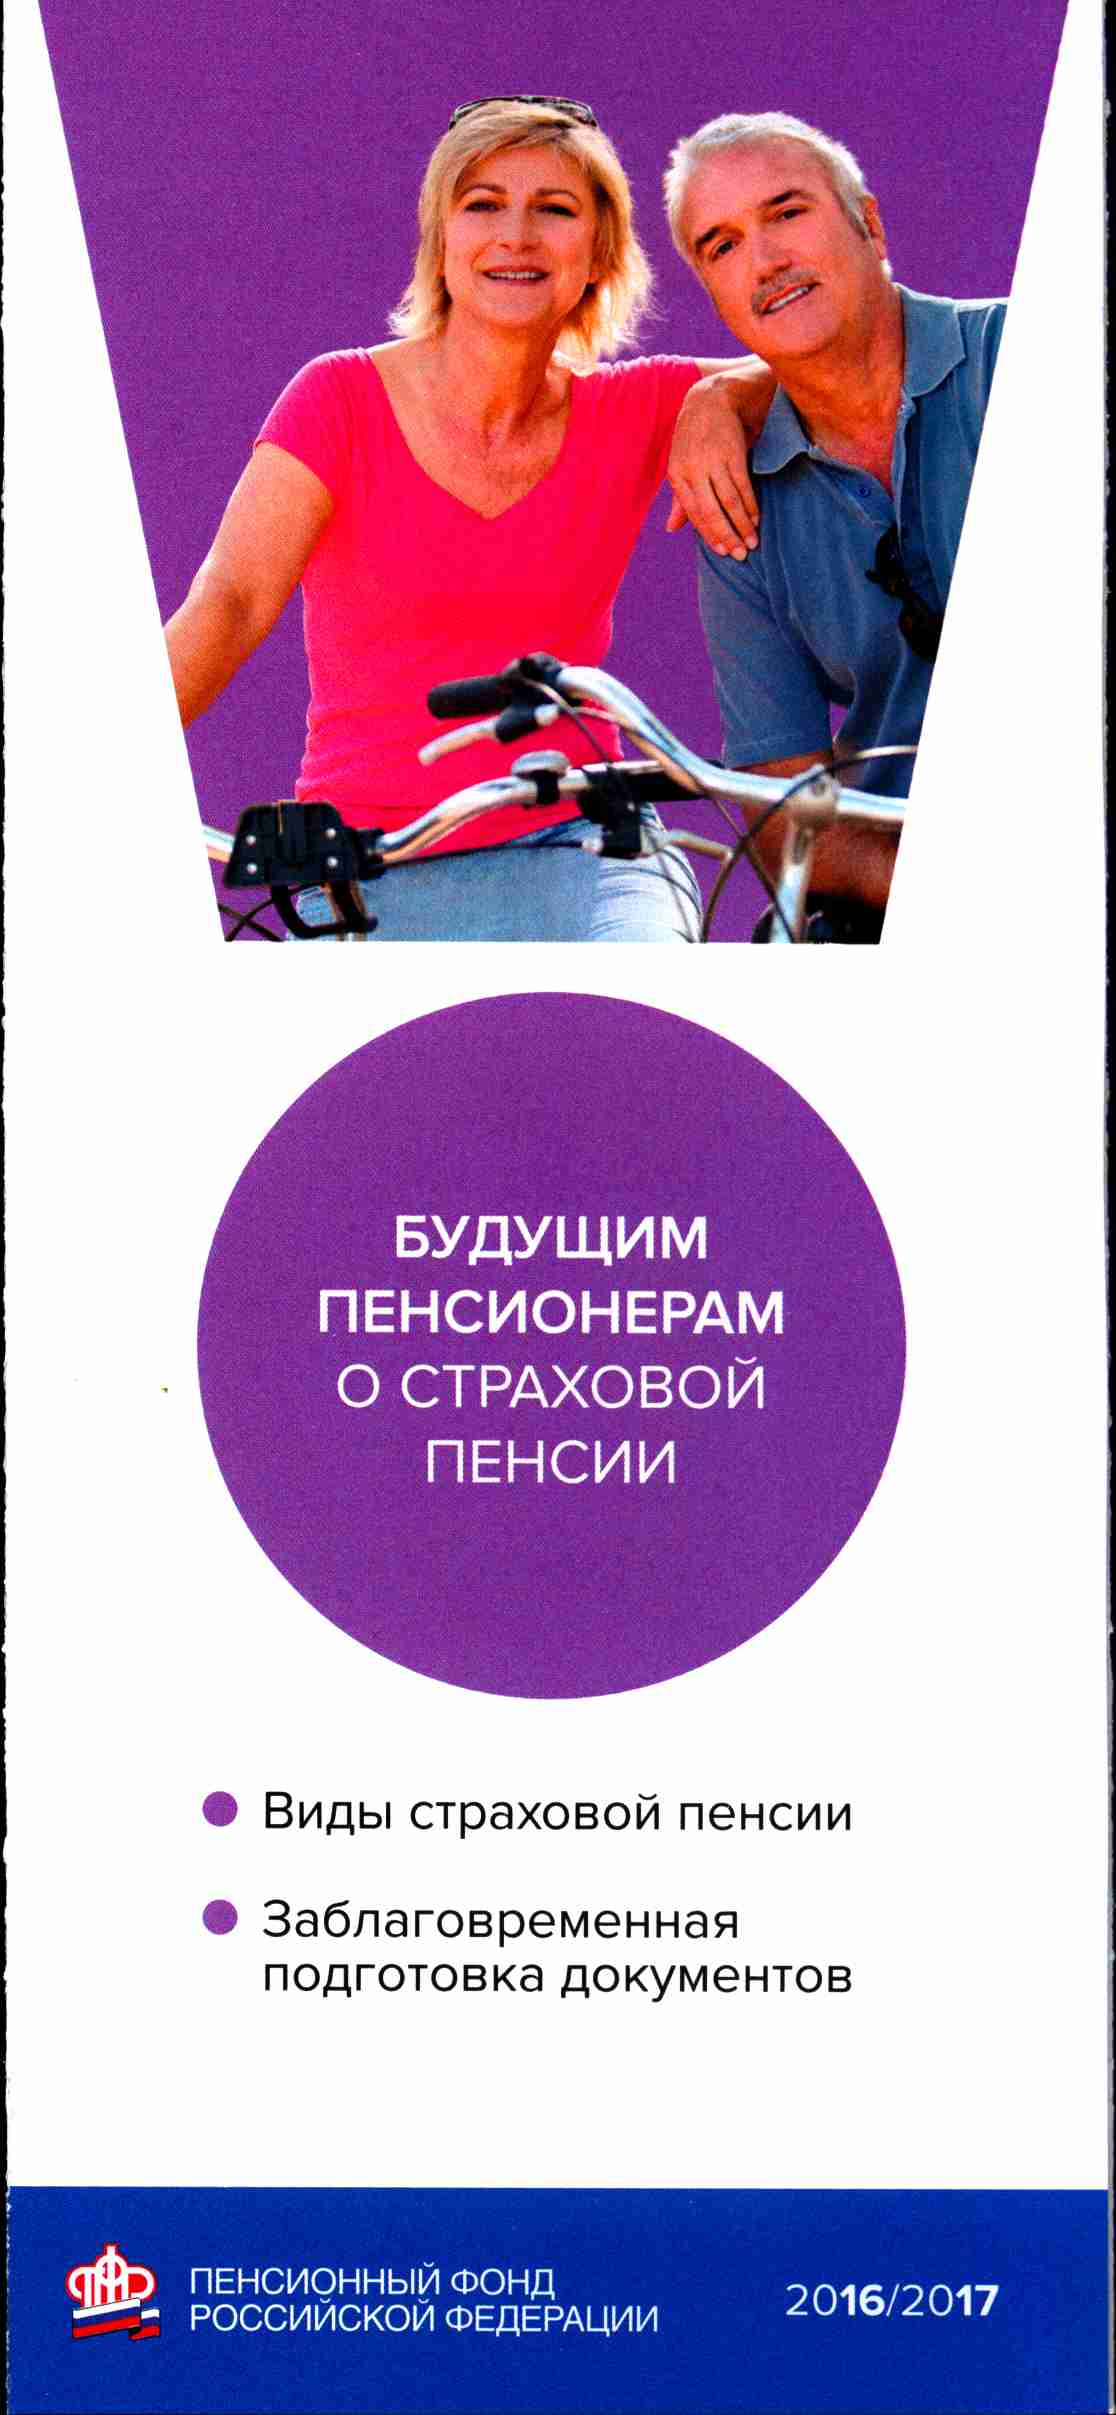 БУДУЩИМ
ПЕНСИОНЕРАМ
О СТРАХОВОЙ
ПЕНСИИ
Виды страховой пенсии
Заблаговременная
подготовка документов
ПЕНСИОННЫЙ ФОНД
РОССИЙСКОЙ ФЕДЕРАЦИИ
2016/2017